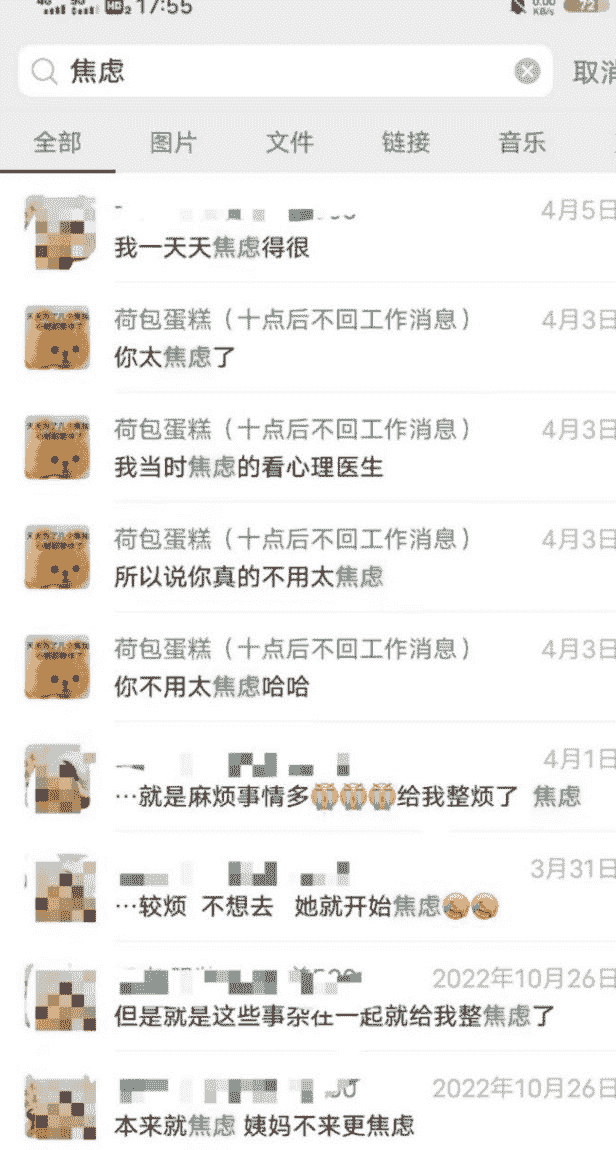 17:55
0.00
KB/s
72
焦虑
取消
全部 图片 文件 链接 音乐
4月5日
我一天天焦虑得很
荷包蛋糕（十点后不回工作消息） 4月3日
你太焦虑了
荷包蛋糕（十点后不回工作消息） 4月3日
我当时焦虑的看心理医生
荷包蛋糕（十点后不回工作消息） 4月3日
所以说你真的不用太焦虑
荷包蛋糕（十点后不回工作消息） 4月3日
你不用太焦虑哈哈
4月1日
…就是麻烦事情多 给我整烦了 焦虑
3月31日
…较烦 不想去 她就开始焦虑
2022年10月26日
但是就是这些事杂在一起就给我整焦虑了
2022年10月26日
本来就焦虑 姨妈不来更焦虑